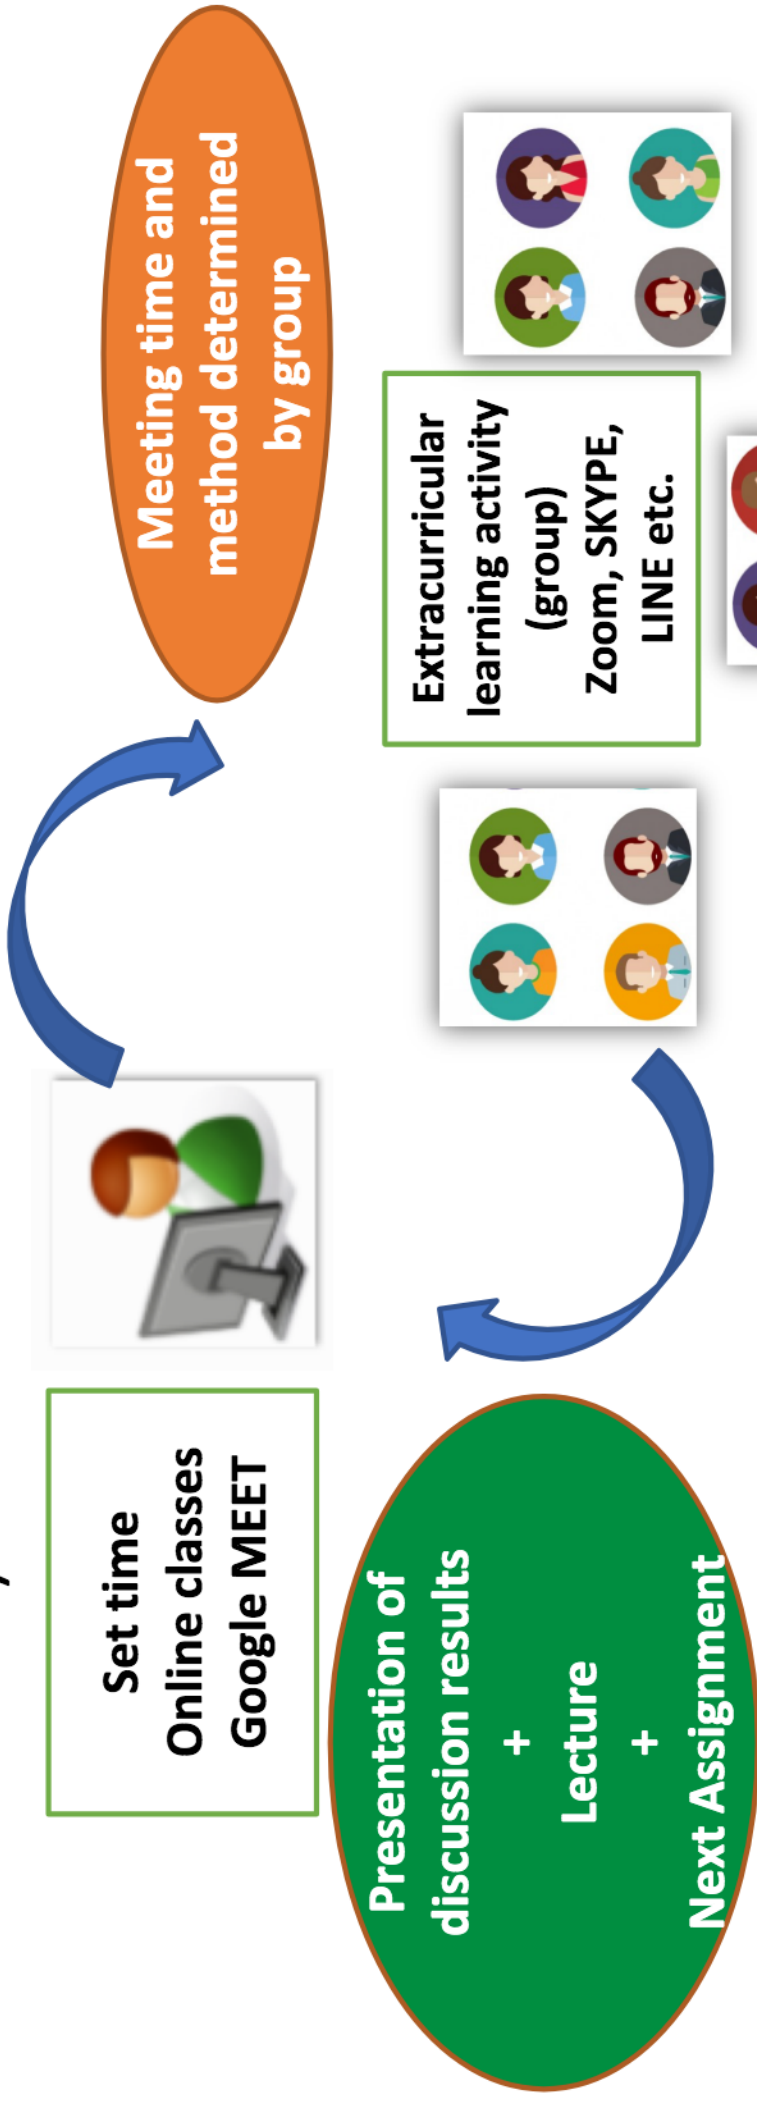 Set time
Online classes
Google MEET
Presentation of
discussion results
+
Lecture
+
Next Assignment
Meeting time and
method determined
by group
Extracurricular
learning activity
(group)
Zoom, SKYPE,
LINE etc.